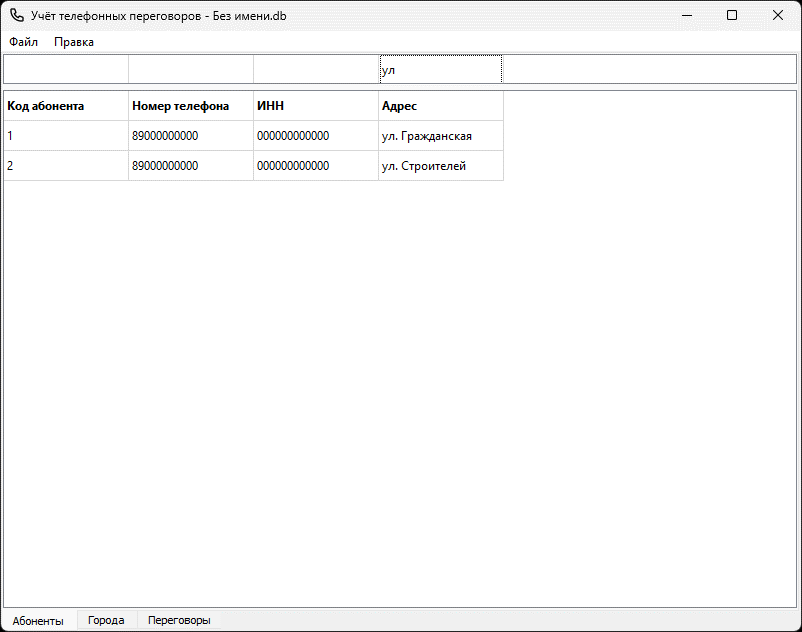 Учёт телефонных переговоров - Без имени.db
Файл Правка
ул
Код абонента Номер телефона ИНН Адрес
1 89000000000 000000000000 ул. Гражданская
2 89000000000 000000000000 ул. Строителей
Абоненты Города Переговоры